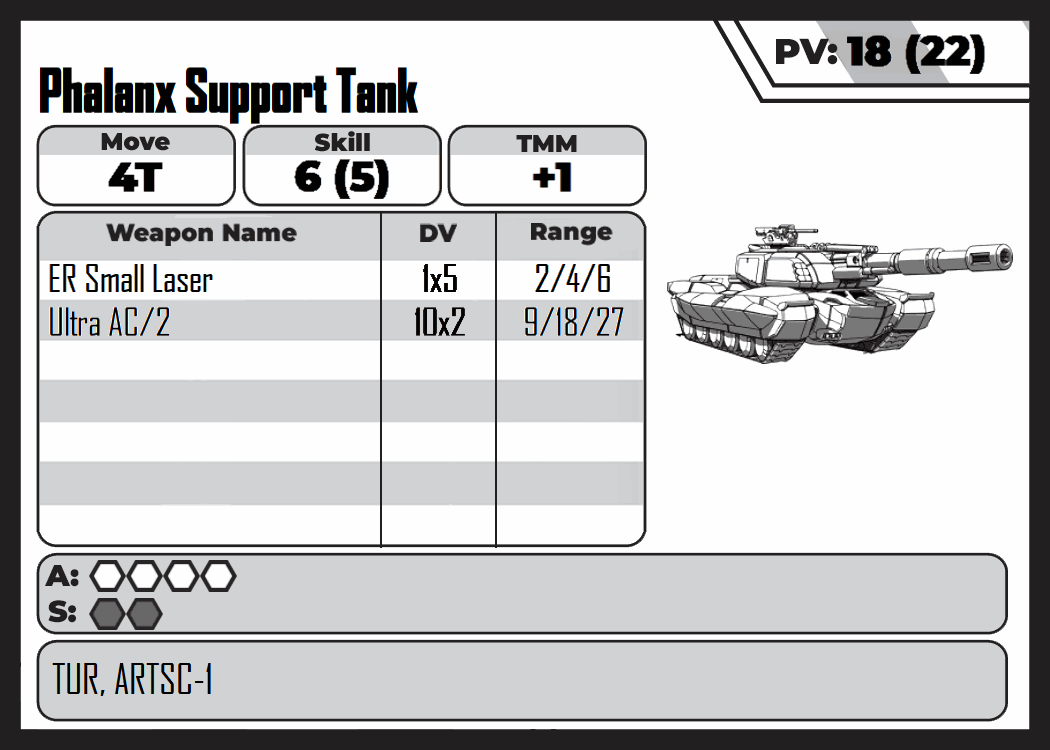 PV: 18 (22)
Phalanx Support Tank
Move Skill TMM
4T 6 (5) +1
Weapon Name DV Range
ER Small Laser 1x5 2/4/6
Ultra AC/2 10x2 9/18/27
A:
S:
TUR, ARTSC-1